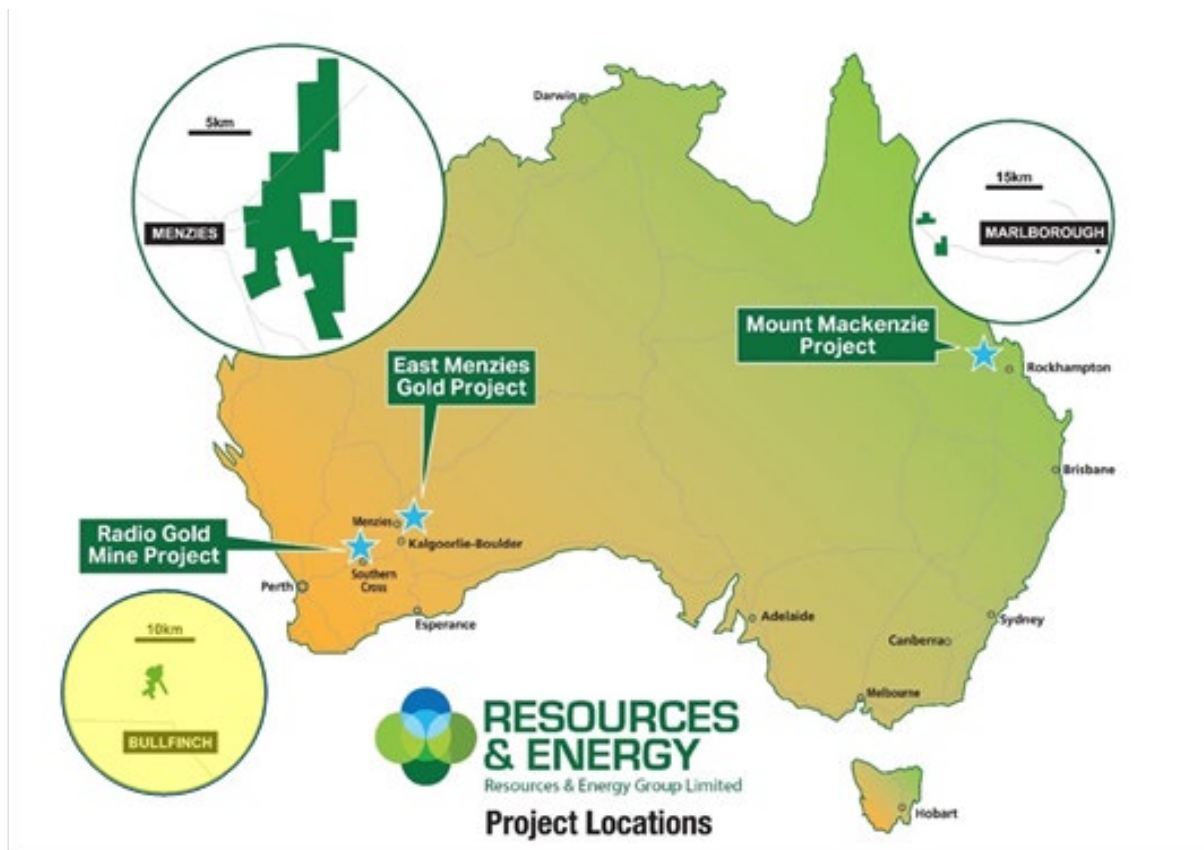 Darwin
5km
MENZIES
15km
MARLBOROUGH
Mount Mackenzie
Project
Rockhampton
East Menzies
Gold Project
Brisbane
Menzies
Kalgoorlie-Boulder
Radio Gold
Mine Project
Southern
Cross
Perth
Esperance
Adelaide
Sydney
Canberra
10km
BULLFINCH
Melbourne
RESOURCES
& ENERGY
Resources & Energy Group Limited
Project Locations
Hobart